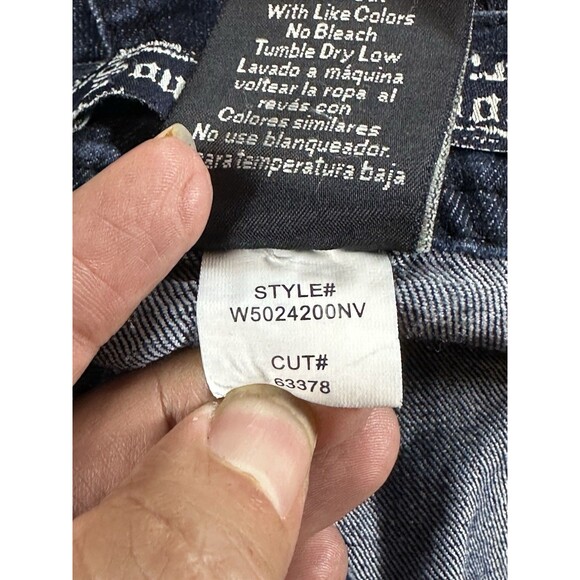 With Like Colors
No Bleach
Tumble Dry Low
Lavado a máquina
voltear la ropa al
revés con
Colores similares
No use blanqueador.
para temperatura baja
STYLE#
W5024200NV
CUT#
63378